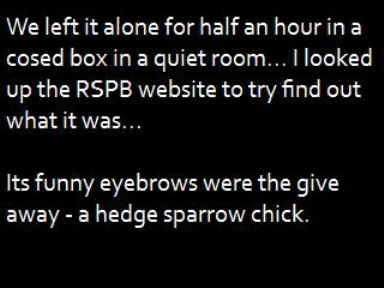 We left it alone for half an hour in a
cosed box in a quiet room... I looked
up the RSPB website to try find out
what it was...
Its funny eyebrows were the give
away - a hedge sparrow chick.